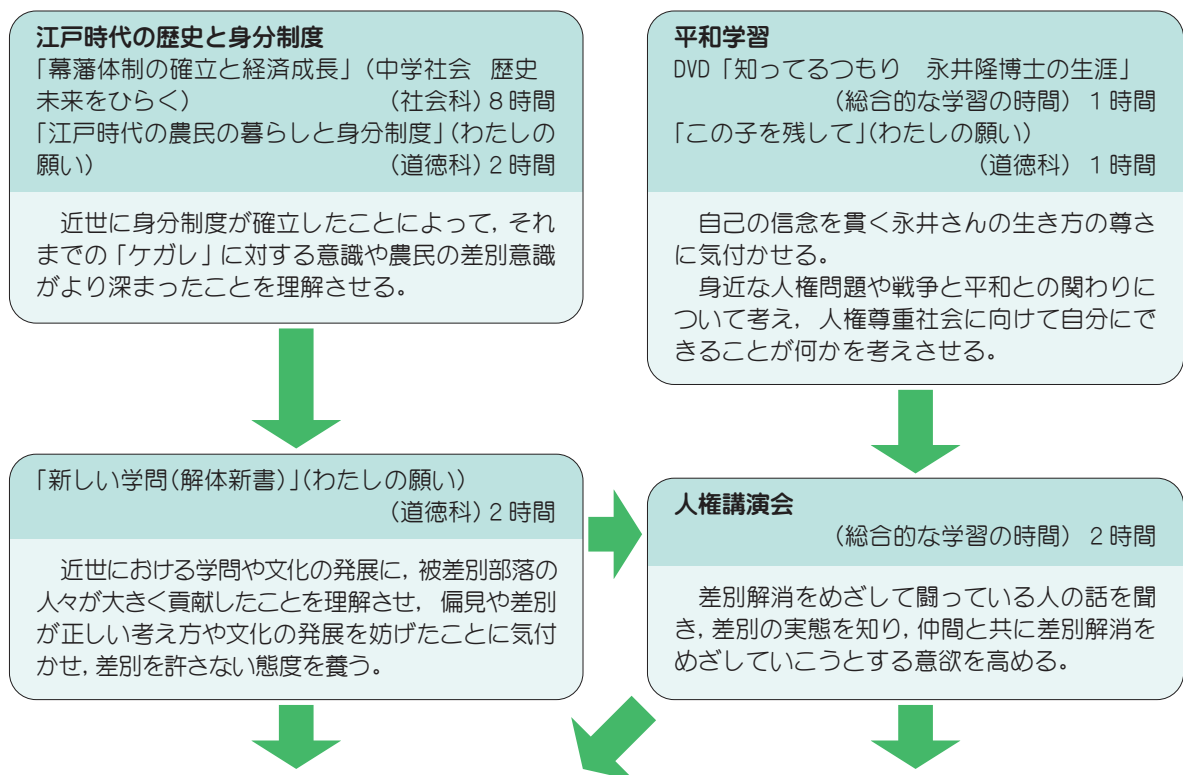 江戸時代の歴史と身分制度
「幕藩体制の確立と経済成長」（中学社会　歴史
未来をひらく）　（社会科）８時間
「江戸時代の農民の暮らしと身分制度」（わたしの
願い）　（道徳科）２時間
近世に身分制度が確立したことによって，それ
までの「ケガレ」に対する意識や農民の差別意識
がより深まったことを理解させる。
「新しい学問（解体新書）」（わたしの願い）
（道徳科）２時間
近世における学問や文化の発展に，被差別部落の
人々が大きく貢献したことを理解させ，偏見や差別
が正しい考え方や文化の発展を妨げたことに気付
かせ，差別を許さない態度を養う。
平和学習
DVD「知ってるつもり　永井隆博士の生涯」
（総合的な学習の時間）　１時間
「この子を残して」（わたしの願い）
（道徳科）　１時間
自己の信念を貫く永井さんの生き方の尊さ
に気付かせる。
身近な人権問題や戦争と平和との関わりに
ついて考え，人権尊重社会に向けて自分にで
きることが何かを考えさせる。
人権講演会
（総合的な学習の時間）　２時間
差別解消をめざして闘っている人の話を聞
き，差別の実態を知り，仲間と共に差別解消を
めざしていこうとする意欲を高める。